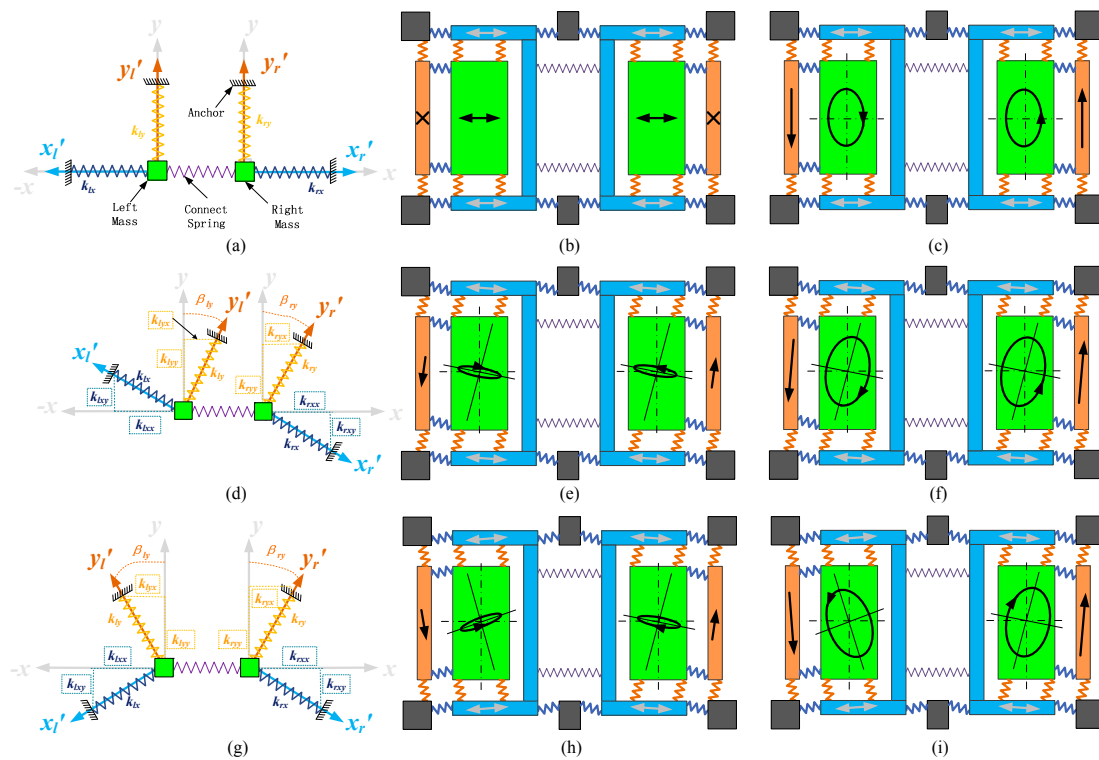 y
y
y_l'
y_r'
Anchor
k_ly
k_ry
x_l'
x_r'
-x
x
k_lx
k_rx
Left
Mass
Connect
Spring
Right
Mass
(a)
(b)
(c)
y
y
β_ly
y_l'
β_ry
y_r'
k_lyx
k_ryx
k_lyy
k_ly
k_ryy
k_ry
x_l'
k_lx
-x
k_lxy
k_lxx
k_rxx
x
k_rxy
k_rx
x_r'
(d)
(e)
(f)
y
y
y_l'
β_ly
β_ry
y_r'
k_lyx
k_ryx
k_ly
k_ry
k_lyy
k_ryy
-x
k_lxx
k_rxx
x
k_lxy
k_lx
k_rx
k_rxy
x_l'
x_r'
(g)
(h)
(i)